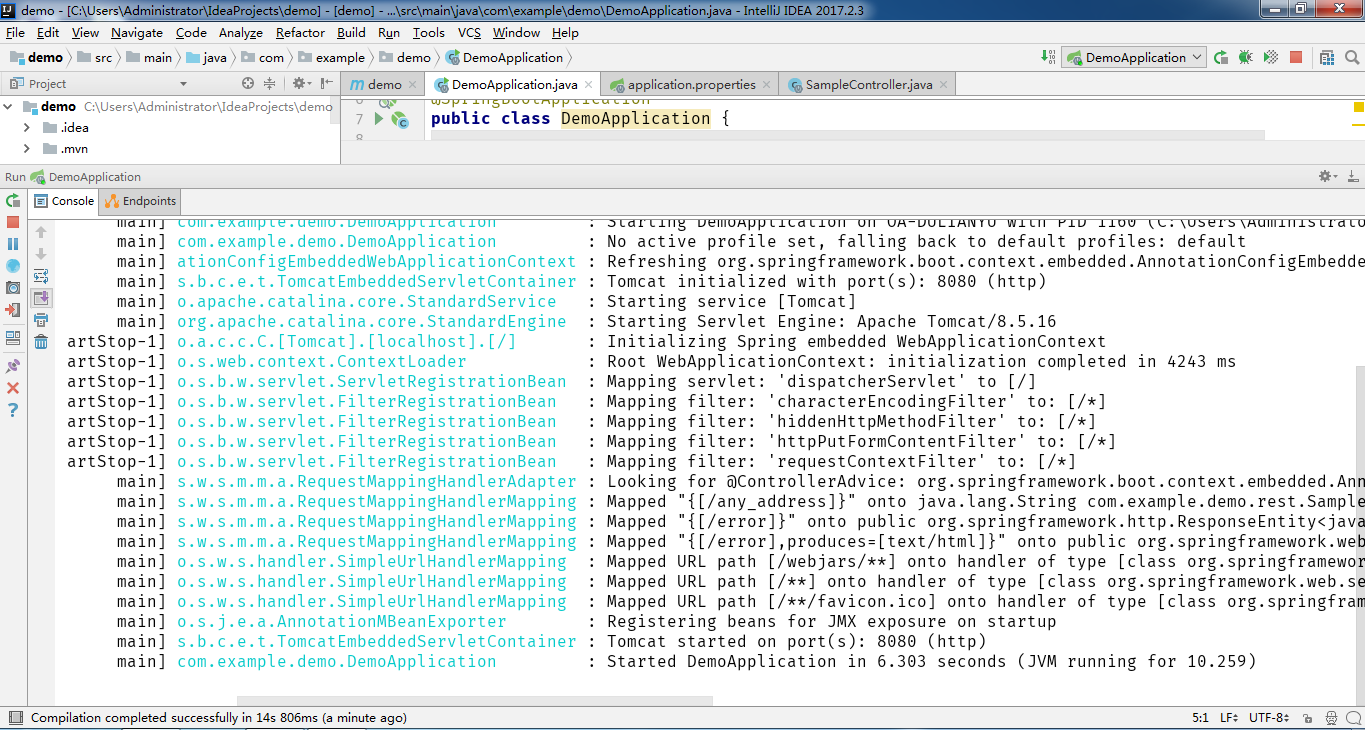 demo - [C:\Users\Administrator\IdeaProjects\demo] - [demo] - ...\src\main\java\com\example\demo\DemoApplication.java - IntelliJ IDEA 2017.2.3
File Edit View Navigate Code Analyze Refactor Build Run Tools VCS Window Help
demo src main java com example demo DemoApplication DemoApplication
Project demo DemoApplication.java application.properties SampleController.java
demo C:\Users\Administrator\IdeaProjects\demo
.idea
.mvn
6 @SpringBootApplication
7 public class DemoApplication {
8
Run DemoApplication
Console Endpoints
main] com.example.demo.DemoApplication : Starting DemoApplication on OA-DULIANYU with PID 1160 (C:\Users\Administrato
main] com.example.demo.DemoApplication : No active profile set, falling back to default profiles: default
main] ationConfigEmbeddedWebApplicationContext : Refreshing org.springframework.boot.context.embedded.AnnotationConfigEmbedde
main] s.b.c.e.t.TomcatEmbeddedServletContainer : Tomcat initialized with port(s): 8080 (http)
main] o.apache.catalina.core.StandardService : Starting service [Tomcat]
main] org.apache.catalina.core.StandardEngine : Starting Servlet Engine: Apache Tomcat/8.5.16
artStop-1] o.a.c.c.C.[Tomcat].[localhost].[/] : Initializing Spring embedded WebApplicationContext
artStop-1] o.s.web.context.ContextLoader : Root WebApplicationContext: initialization completed in 4243 ms
artStop-1] o.s.b.w.servlet.ServletRegistrationBean : Mapping servlet: 'dispatcherServlet' to [/]
artStop-1] o.s.b.w.servlet.FilterRegistrationBean : Mapping filter: 'characterEncodingFilter' to: [/*]
artStop-1] o.s.b.w.servlet.FilterRegistrationBean : Mapping filter: 'hiddenHttpMethodFilter' to: [/*]
artStop-1] o.s.b.w.servlet.FilterRegistrationBean : Mapping filter: 'httpPutFormContentFilter' to: [/*]
artStop-1] o.s.b.w.servlet.FilterRegistrationBean : Mapping filter: 'requestContextFilter' to: [/*]
main] s.w.s.m.m.a.RequestMappingHandlerAdapter : Looking for @ControllerAdvice: org.springframework.boot.context.embedded.Ann
main] s.w.s.m.m.a.RequestMappingHandlerMapping : Mapped "{[/any_address]}" onto java.lang.String com.example.demo.rest.Sample
main] s.w.s.m.m.a.RequestMappingHandlerMapping : Mapped "{[/error]}" onto public org.springframework.http.ResponseEntity<java
main] s.w.s.m.m.a.RequestMappingHandlerMapping : Mapped "{[/error],produces=[text/html]}" onto public org.springframework.web
main] o.s.w.s.handler.SimpleUrlHandlerMapping : Mapped URL path [/webjars/**] onto handler of type [class org.springframewor
main] o.s.w.s.handler.SimpleUrlHandlerMapping : Mapped URL path [/**] onto handler of type [class org.springframework.web.se
main] o.s.w.s.handler.SimpleUrlHandlerMapping : Mapped URL path [/**/favicon.ico] onto handler of type [class org.springfram
main] o.s.j.e.a.AnnotationMBeanExporter : Registering beans for JMX exposure on startup
main] s.b.c.e.t.TomcatEmbeddedServletContainer : Tomcat started on port(s): 8080 (http)
main] com.example.demo.DemoApplication : Started DemoApplication in 6.303 seconds (JVM running for 10.259)
Compilation completed successfully in 14s 806ms (a minute ago) 5:1 LF UTF-8